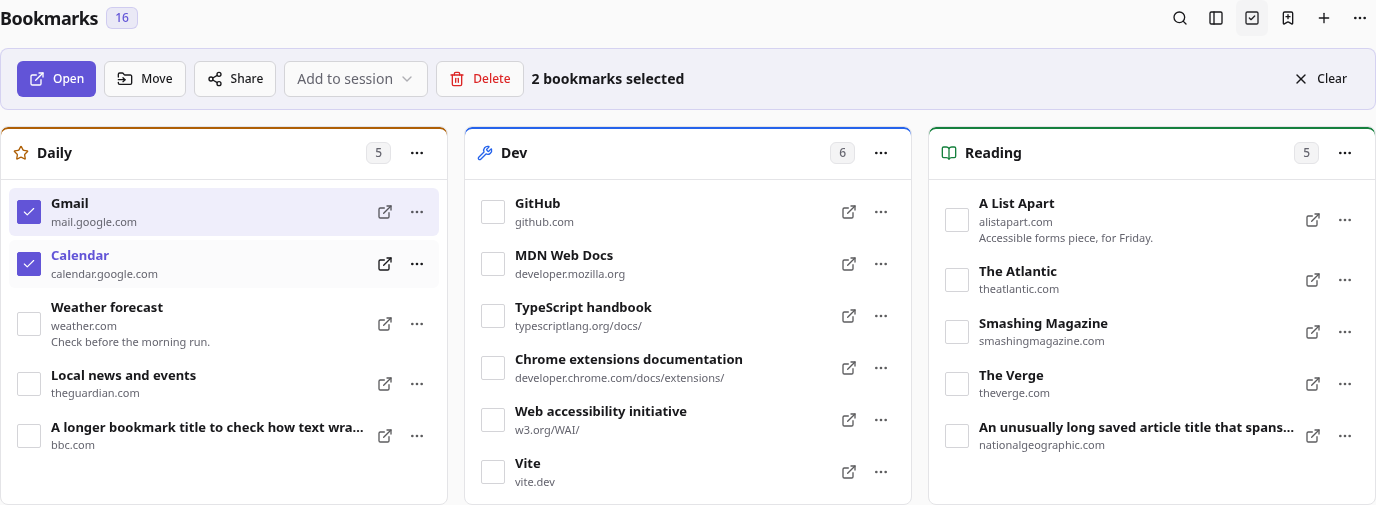 Bookmarks 16
Open Move Share Add to session Delete 2 bookmarks selected Clear
Daily 5
Gmail
mail.google.com
Calendar
calendar.google.com
Weather forecast
weather.com
Check before the morning run.
Local news and events
theguardian.com
A longer bookmark title to check how text wra...
bbc.com
Dev 6
GitHub
github.com
MDN Web Docs
developer.mozilla.org
TypeScript handbook
typescriptlang.org/docs/
Chrome extensions documentation
developer.chrome.com/docs/extensions/
Web accessibility initiative
w3.org/WAI/
Vite
vite.dev
Reading 5
A List Apart
alistapart.com
Accessible forms piece, for Friday.
The Atlantic
theatlantic.com
Smashing Magazine
smashingmagazine.com
The Verge
theverge.com
An unusually long saved article title that spans...
nationalgeographic.com